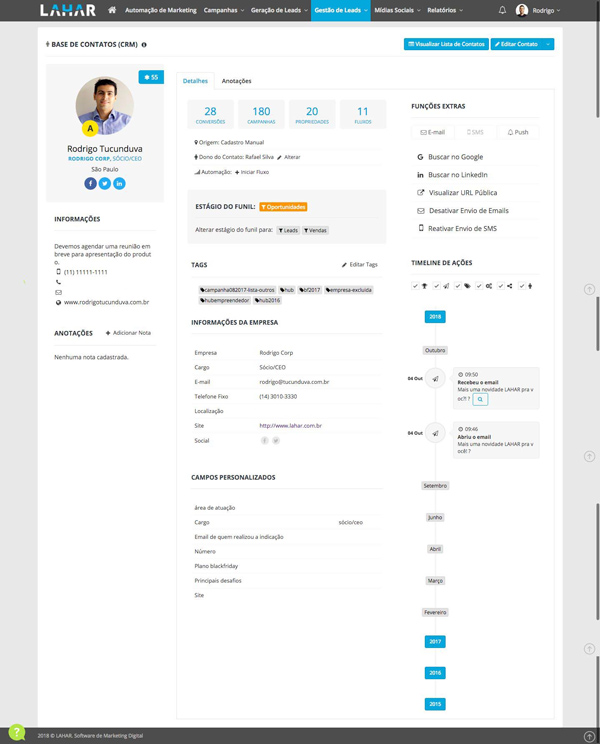 LAHAR
Automação de Marketing
Campanhas
Geração de Leads
Gestão de Leads
Mídias Sociais
Relatórios
Rodrigo
BASE DE CONTATOS (CRM)
Visualizar Lista de Contatos
Editar Contato
55
A
Rodrigo Tucunduva
RODRIGO CORP, SÓCIO/CEO
São Paulo
INFORMAÇÕES
Devemos agendar uma reunião em
breve para apresentação do produt
o.
(11) 11111-1111
www.rodrigotucunduva.com.br
ANOTAÇÕES
+ Adicionar Nota
Nenhuma nota cadastrada.
Detalhes
Anotações
28
CONVERSÕES
180
CAMPANHAS
20
PROPRIEDADES
11
FLUXOS
Origem: Cadastro Manual
Dono do Contato: Rafael Silva
Alterar
Automação:
+ Iniciar Fluxo
ESTÁGIO DO FUNIL:
Oportunidades
Alterar estágio do funil para:
Leads
Vendas
TAGS
Editar Tags
campanha082017-lista-outros
hub
bf2017
empresa-excluida
hubempreendedor
hub2016
INFORMAÇÕES DA EMPRESA
Empresa
Rodrigo Corp
Cargo
Sócio/CEO
E-mail
rodrigo@tucunduva.com.br
Telefone Fixo
(14) 3010-3330
Localização
Site
http://www.lahar.com.br
Social
CAMPOS PERSONALIZADOS
área de atuação
Cargo
sócio/ceo
Email de quem realizou a indicação
Número
Plano blackfriday
Principais desafios
Site
FUNÇÕES EXTRAS
E-mail
SMS
Push
Buscar no Google
Buscar no LinkedIn
Visualizar URL Pública
Desativar Envio de Emails
Reativar Envio de SMS
TIMELINE DE AÇÕES
2018
Outubro
04 Out
09:50
Recebeu o email
Mais uma novidade LAHAR pra v
ocê! ?
04 Out
09:46
Abriu o email
Mais uma novidade LAHAR pra v
ocê! ?
Setembro
Junho
Abril
Março
Fevereiro
2017
2016
2015
2018 © LAHAR. Software de Marketing Digital